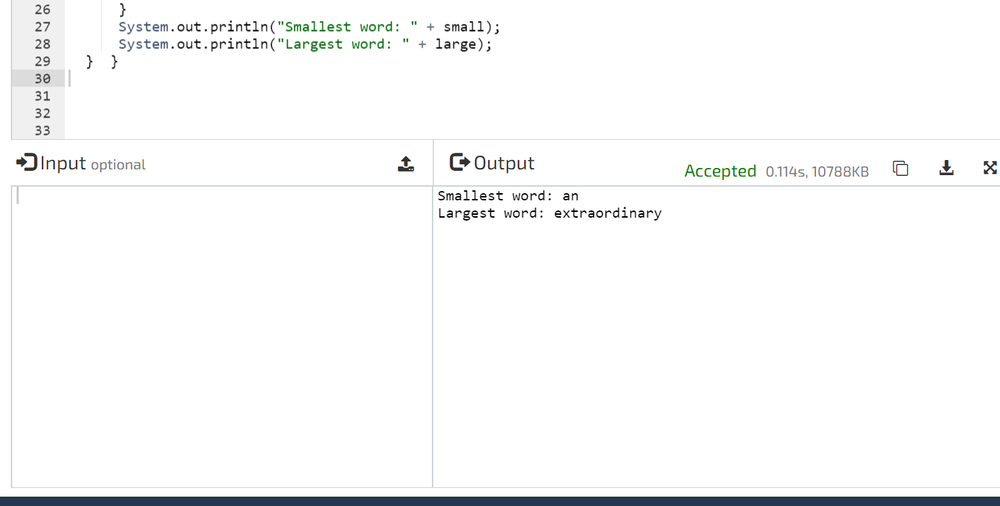 26 }
27 System.out.println("Smallest word: " + small);
28 System.out.println("Largest word: " + large);
29 } }
30
31
32
33
Input optional
Output
Accepted 0.114s, 10788KB
Smallest word: an
Largest word: extraordinary